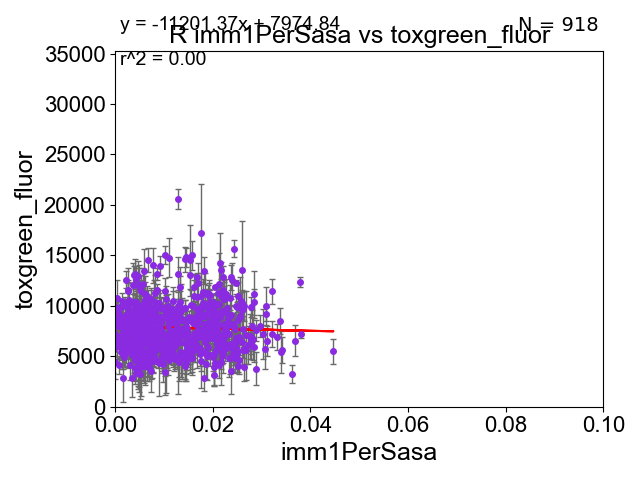 y = -11201.37x + 7974.84
N = 918
R imm1PerSasa vs toxgreen_fluor
r^2 = 0.00
35000
30000
25000
20000
15000
10000
5000
0
toxgreen_fluor
0.00 0.02 0.04 0.06 0.08 0.10
imm1PerSasa